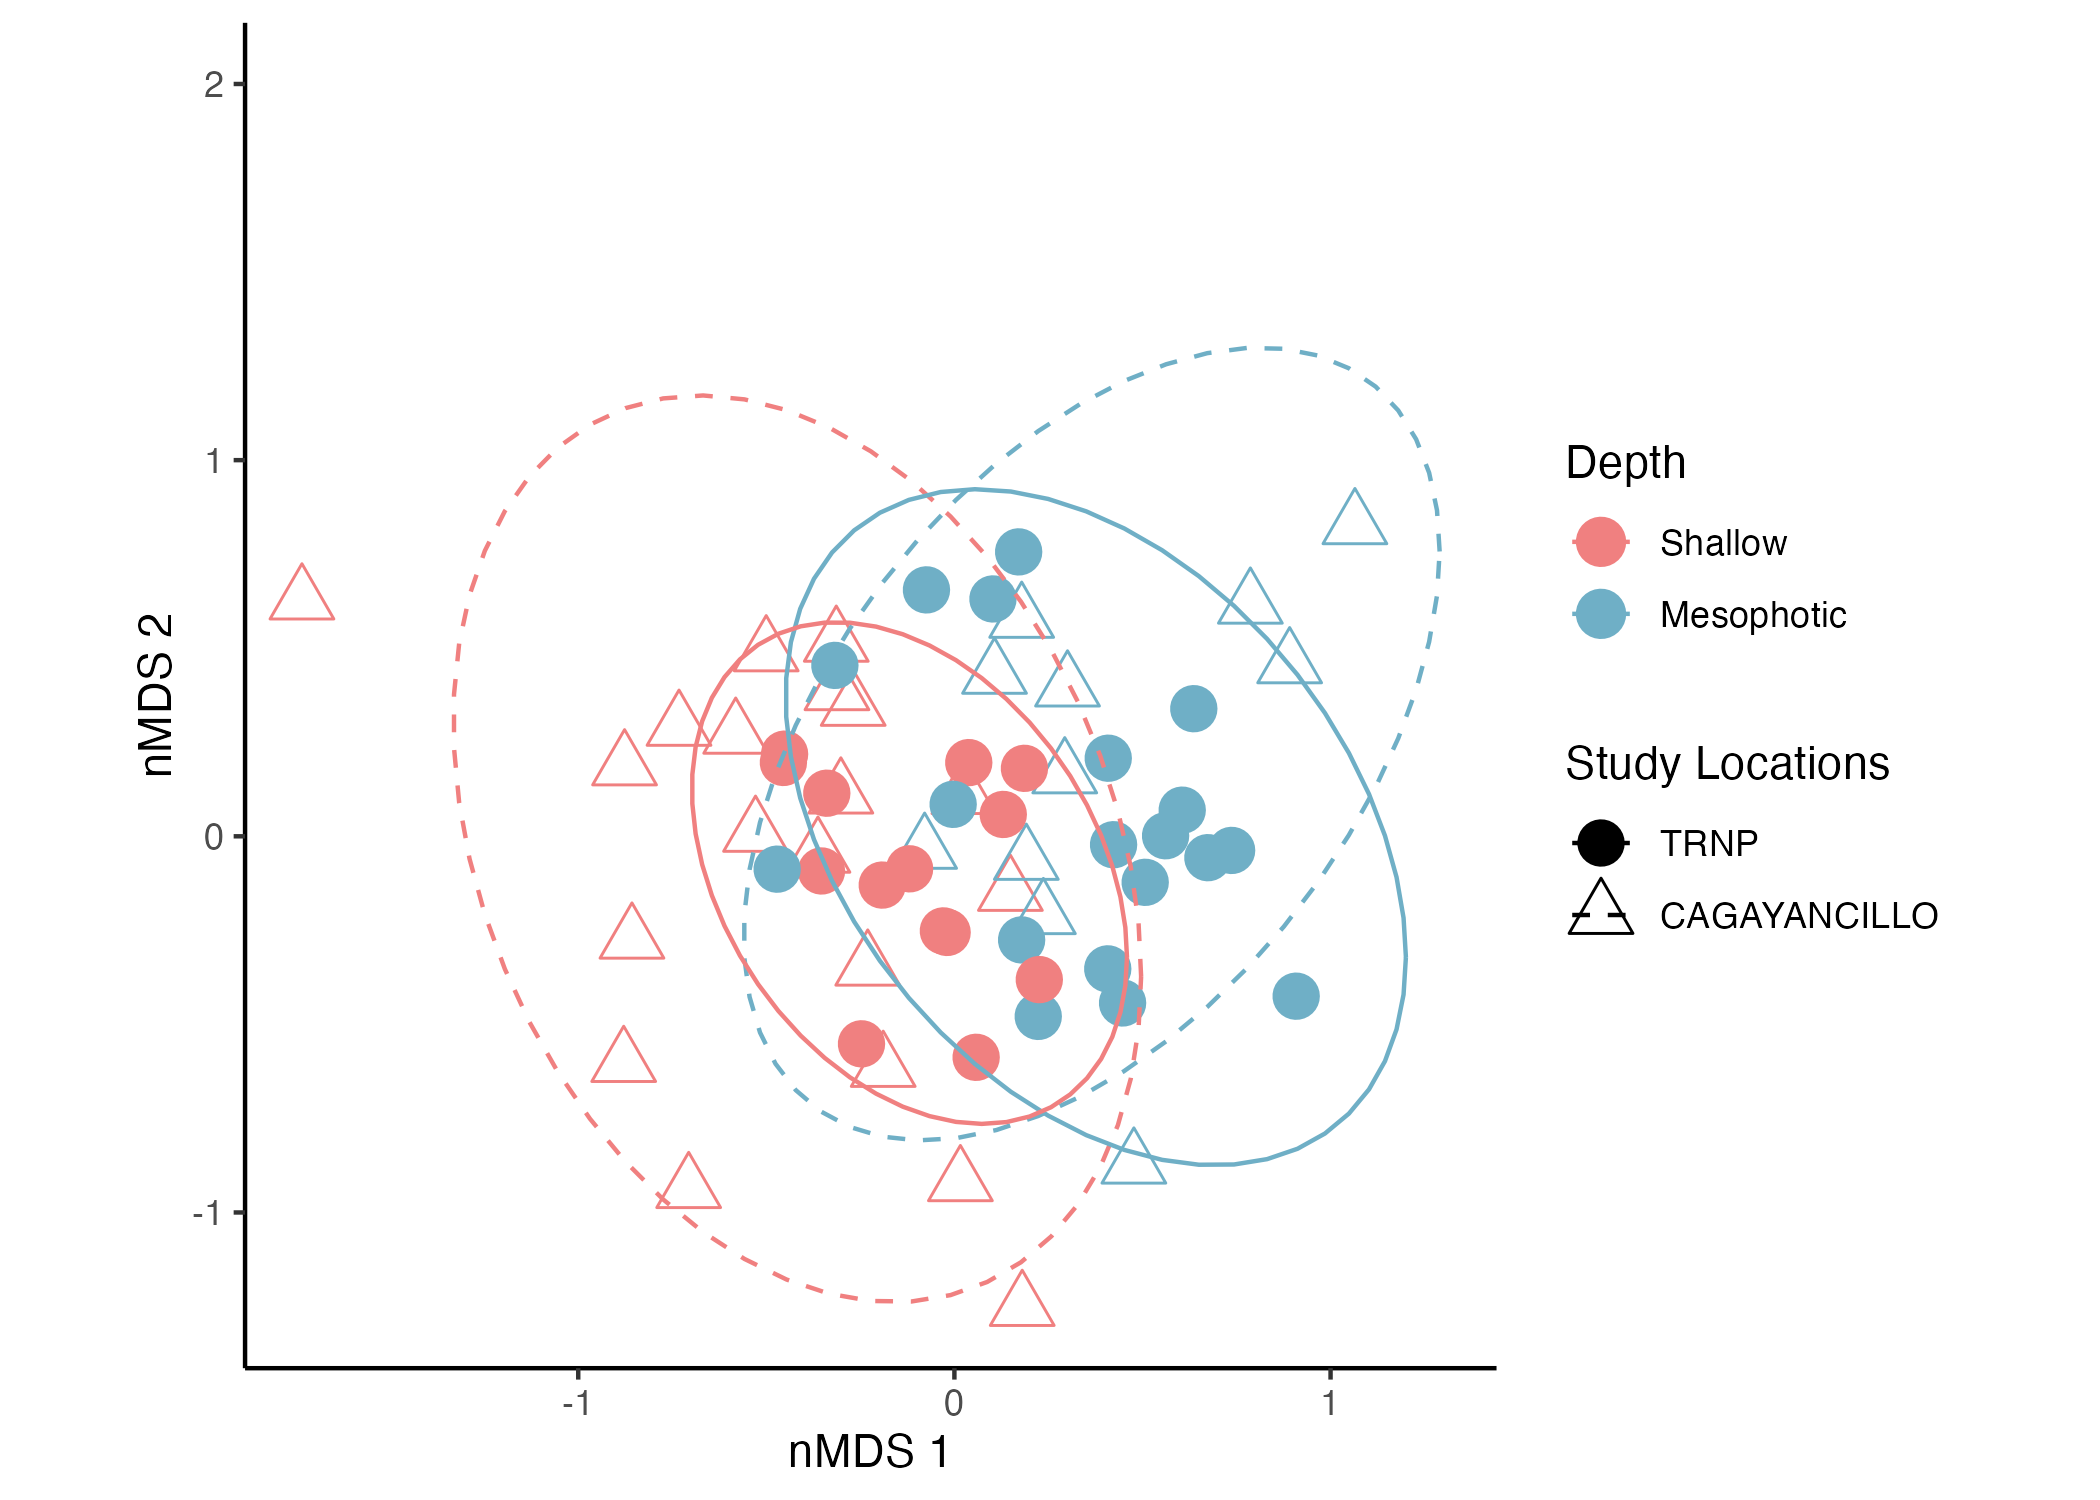 2
1
0
-1
nMDS 2
-1
0
1
nMDS 1
Depth
Shallow
Mesophotic
Study Locations
TRNP
CAGAYANCILLO